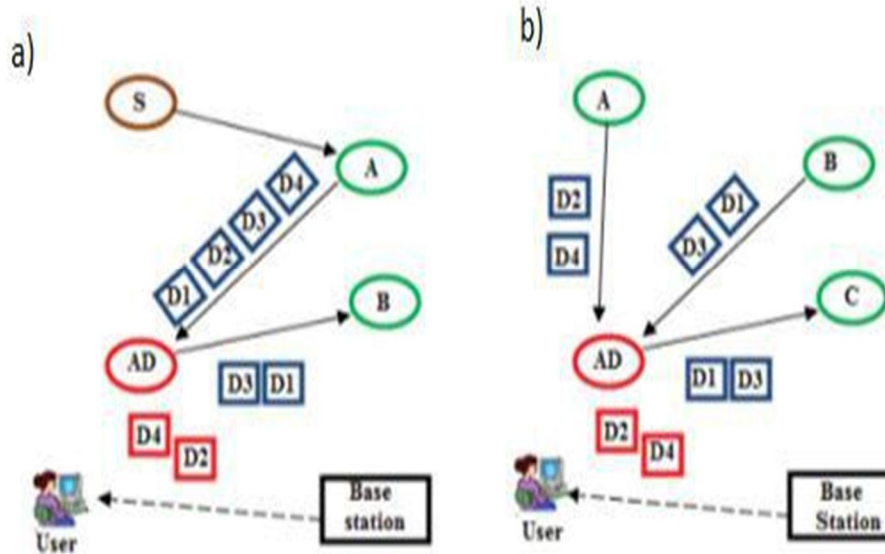 a)
S
A
D4
D3
D2
D1
B
AD
D3 D1
D4
D2
Base
station
User
b)
A
B
D2
D1
D4
D3
C
AD
D1 D3
D2
D4
Base
Station
User